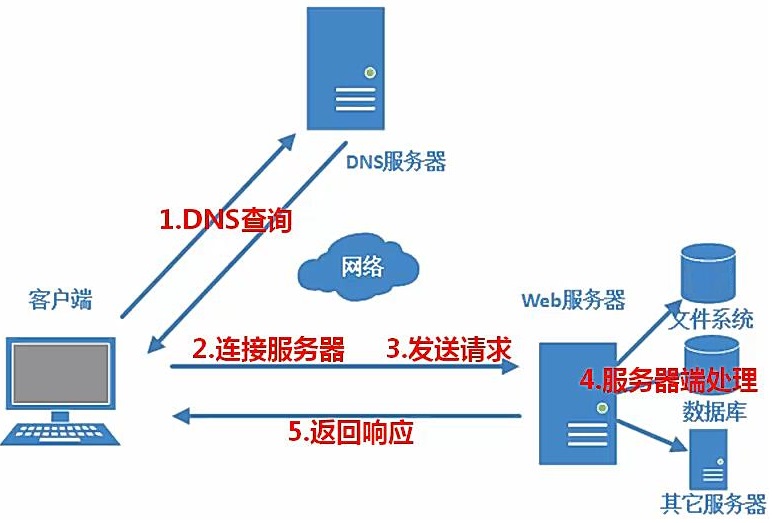 DNS服务器
1.DNS查询
网络
客户端
Web服务器
文件系统
2.连接服务器
3.发送请求
4.服务器端处理
数据库
5.返回响应
其它服务器